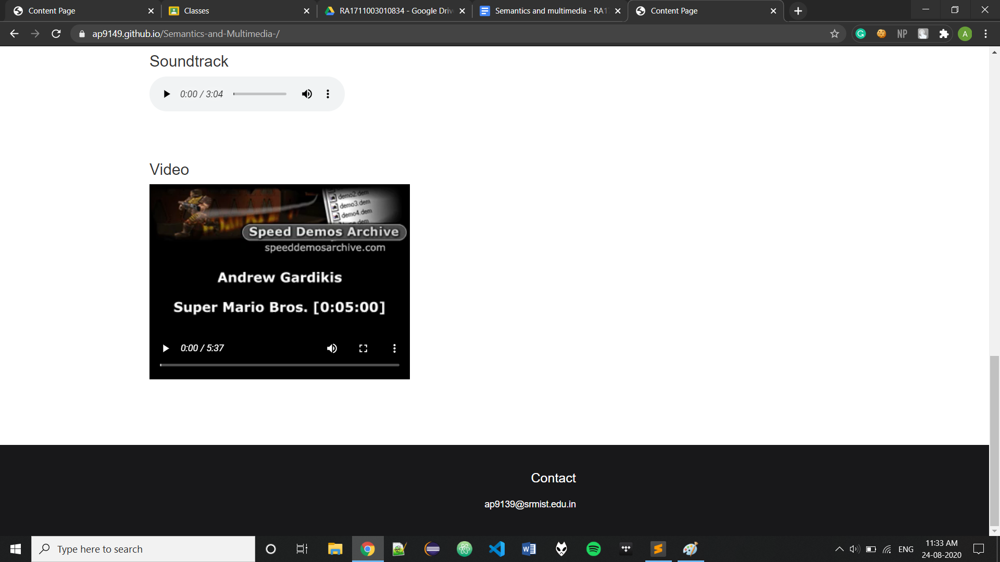 Content Page
Classes
RA1711003010834 - Google Driv
Semantics and multimedia - RA1
Content Page
ap9149.github.io/Semantics-and-Multimedia-/
NP
A
Soundtrack
0:00 / 3:04
Video
demo2.dem
demo3.dem
demo4.dem
Speed Demos Archive
speeddemosarchive.com
Andrew Gardikis
Super Mario Bros. [0:05:00]
0:00 / 5:37
Contact
ap9139@srmist.edu.in
Type here to search
ENG
11:33 AM
24-08-2020